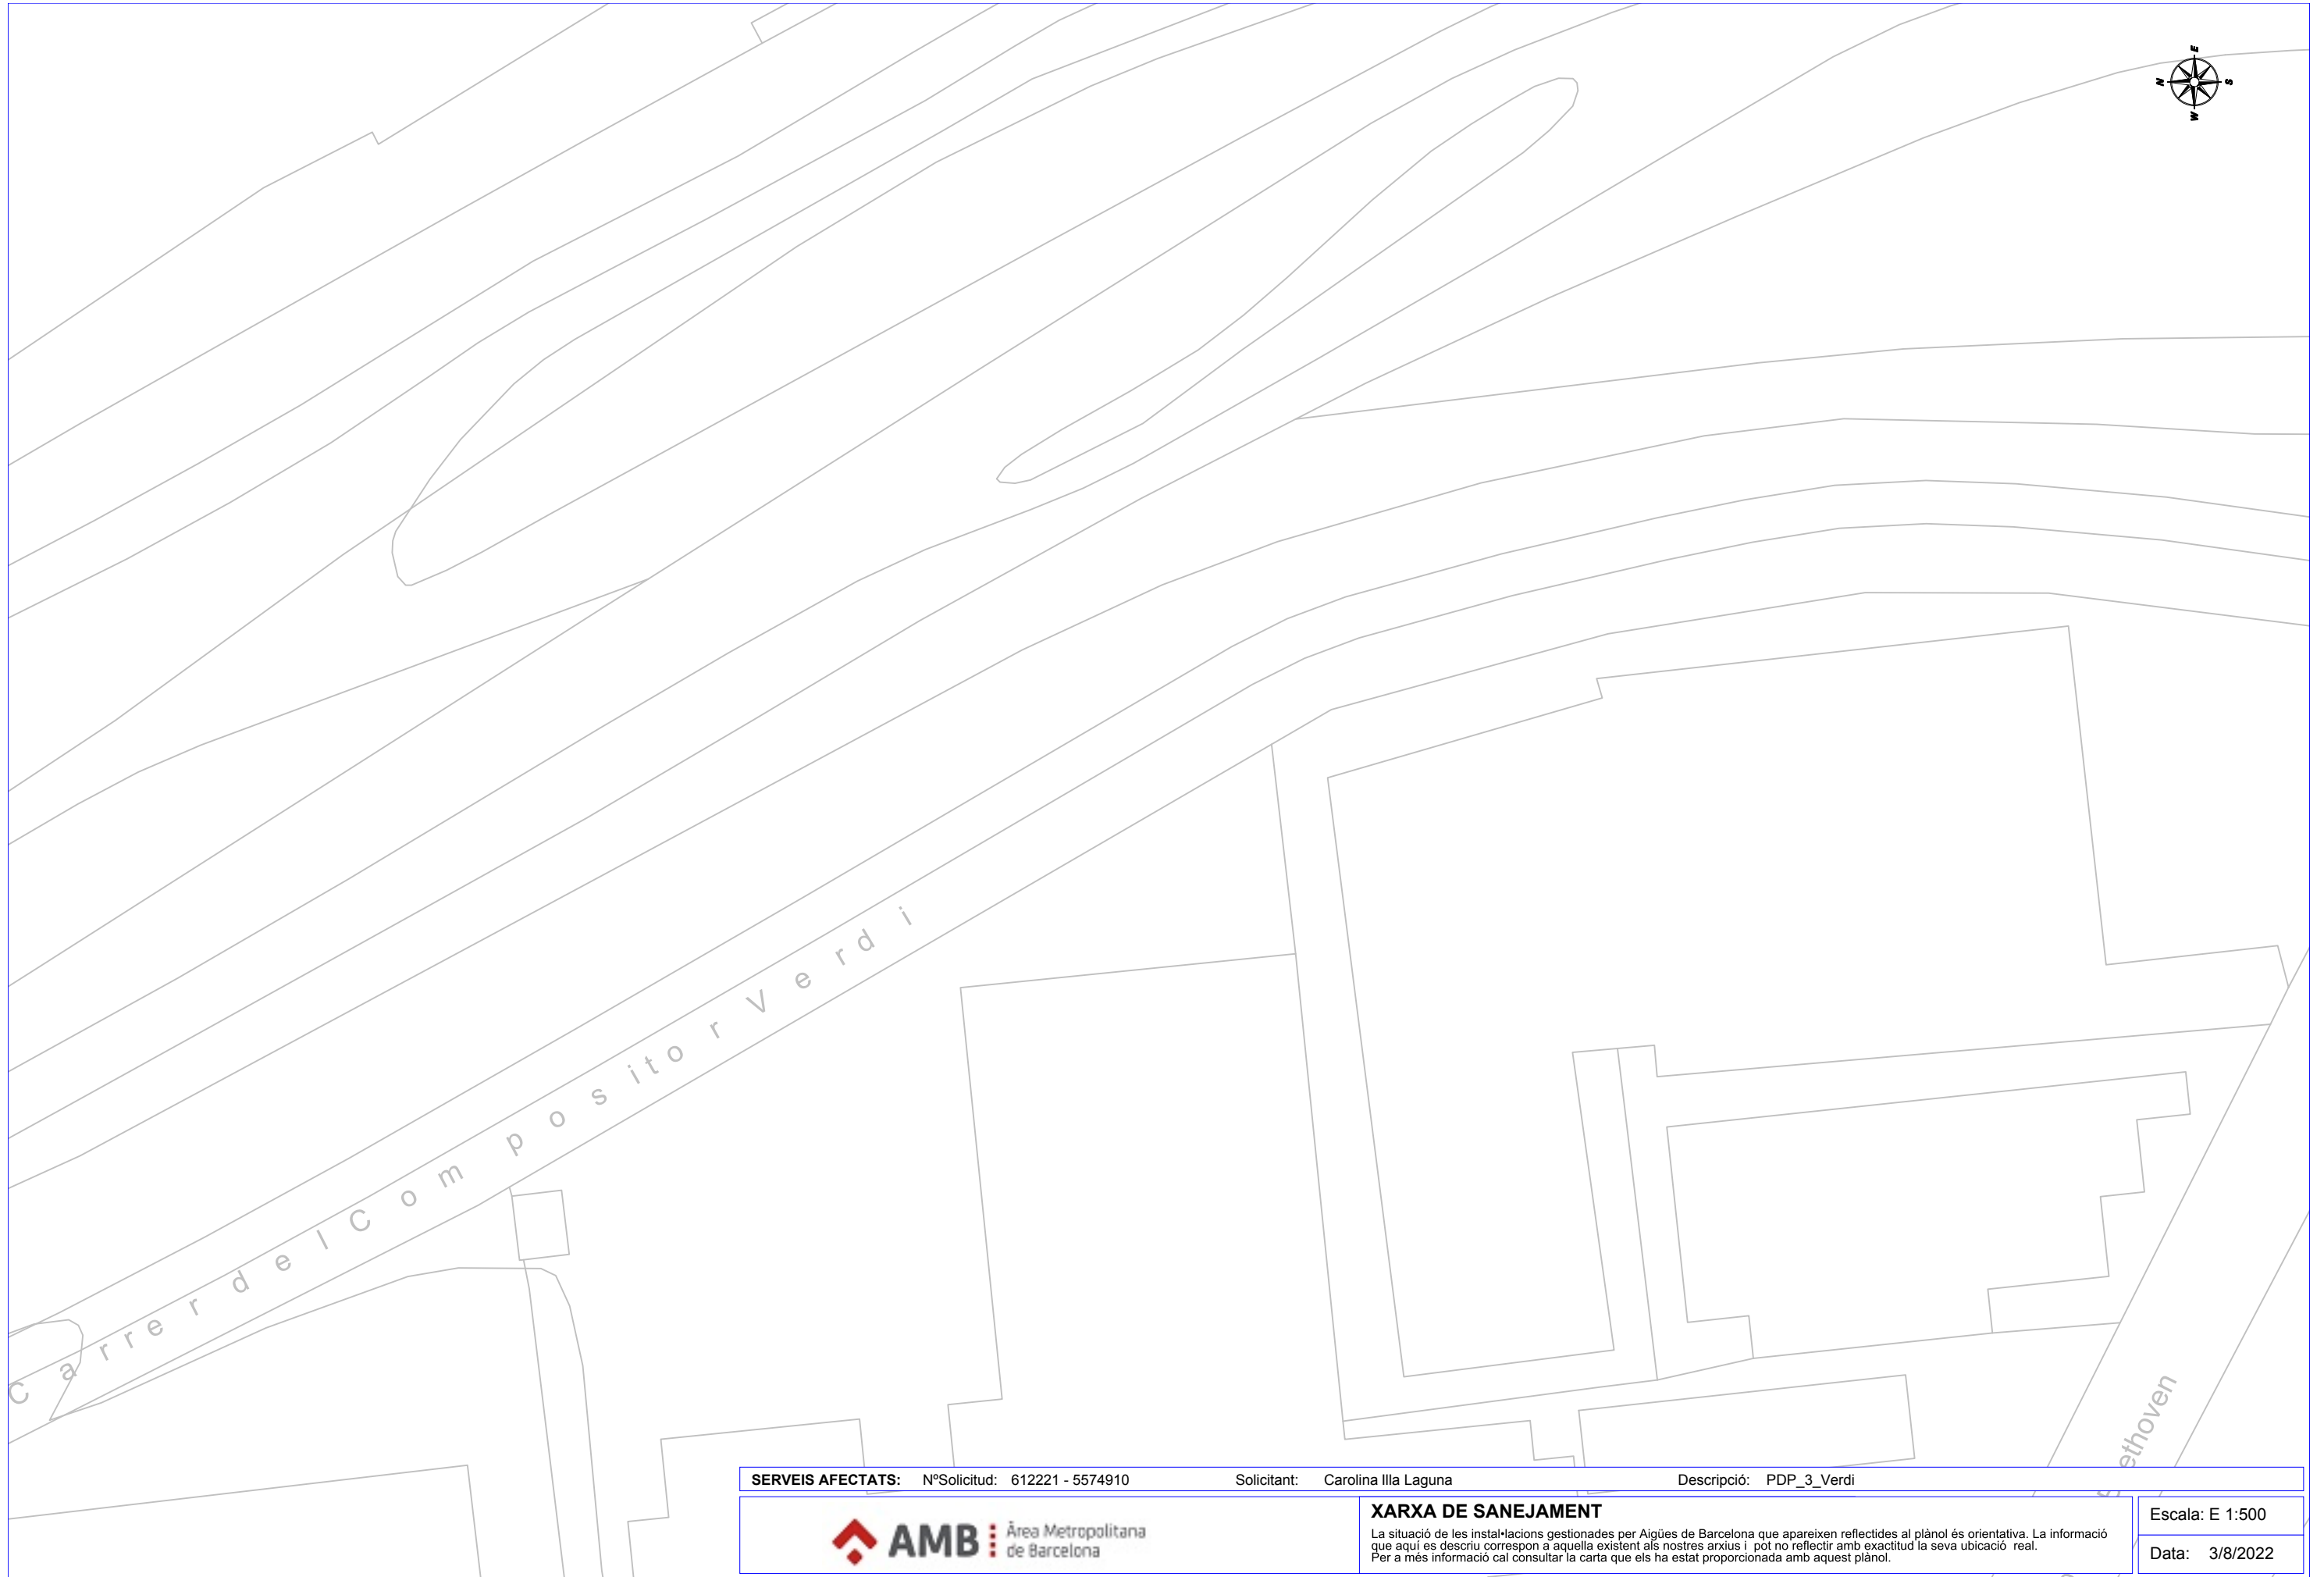 E
N
S
W
Carrer del Compositor Verdi
ethoven
SERVEIS AFECTATS: NºSolicitud: 612221 - 5574910 Solicitant: Carolina Illa Laguna Descripció: PDP_3_Verdi
AMB Àrea Metropolitana
de Barcelona
XARXA DE SANEJAMENT
La situació de les instal•lacions gestionades per Aigües de Barcelona que apareixen reflectides al plànol és orientativa. La informació
que aquí es descriu correspon a aquella existent als nostres arxius i pot no reflectir amb exactitud la seva ubicació real.
Per a més informació cal consultar la carta que els ha estat proporcionada amb aquest plànol.
Escala: E 1:500
Data: 3/8/2022